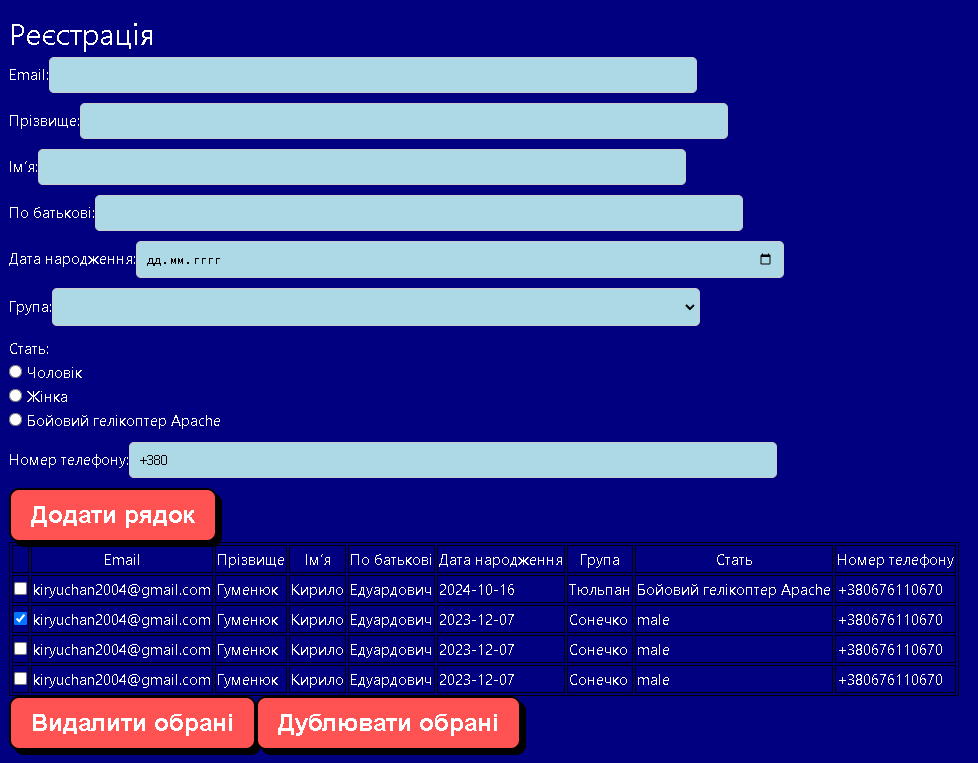 Реєстрація
Email:
Прізвище:
Ім'я:
По батькові:
Дата народження: дд.мм.гггг
Група:
Стать:
Чоловік
Жінка
Бойовий гелікоптер Apache
Номер телефону: +380
Додати рядок
Email Прізвище Ім'я По батькові Дата народження Група Стать Номер телефону
kiryuchan2004@gmail.com Гуменюк Кирило Едуардович 2024-10-16 Тюльпан Бойовий гелікоптер Apache +380676110670
kiryuchan2004@gmail.com Гуменюк Кирило Едуардович 2023-12-07 Сонечко male +380676110670
kiryuchan2004@gmail.com Гуменюк Кирило Едуардович 2023-12-07 Сонечко male +380676110670
kiryuchan2004@gmail.com Гуменюк Кирило Едуардович 2023-12-07 Сонечко male +380676110670
Видалити обрані Дублювати обрані